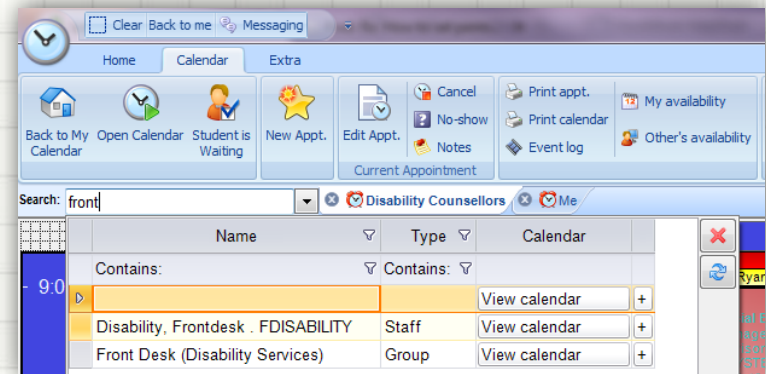 Clear Back to me Messaging
Home Calendar Extra
Back to My Calendar
Open Calendar
Student is Waiting
New Appt.
Edit Appt.
Cancel
No-show
Notes
Current Appointment
Print appt.
Print calendar
Event log
12 My availability
Other's availability
Search: front Disability Counsellors Me
Name Type Calendar
Contains: Contains:
9:0
View calendar +
Disability, Frontdesk . FDISABILITY Staff View calendar +
Front Desk (Disability Services) Group View calendar +
Ryan